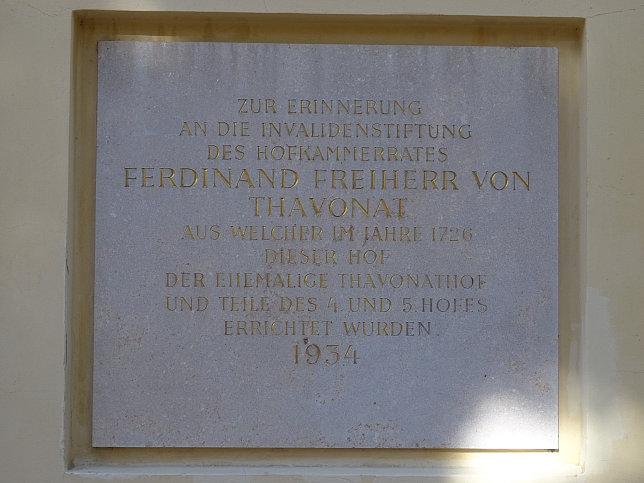 ZUR ERINNERUNG
AN DIE INVALIDENSTIFTUNG
DES HOFKAMMERRATES
FERDINAND FREIHERR VON
THAVONAT
AUS WELCHER IM JAHRE 1726
DIESER HOF
DER EHEMALIGE THAVONATHOF
UND TEILE DES 4. UND 5. HOFES
ERRICHTET WURDEN.
1934